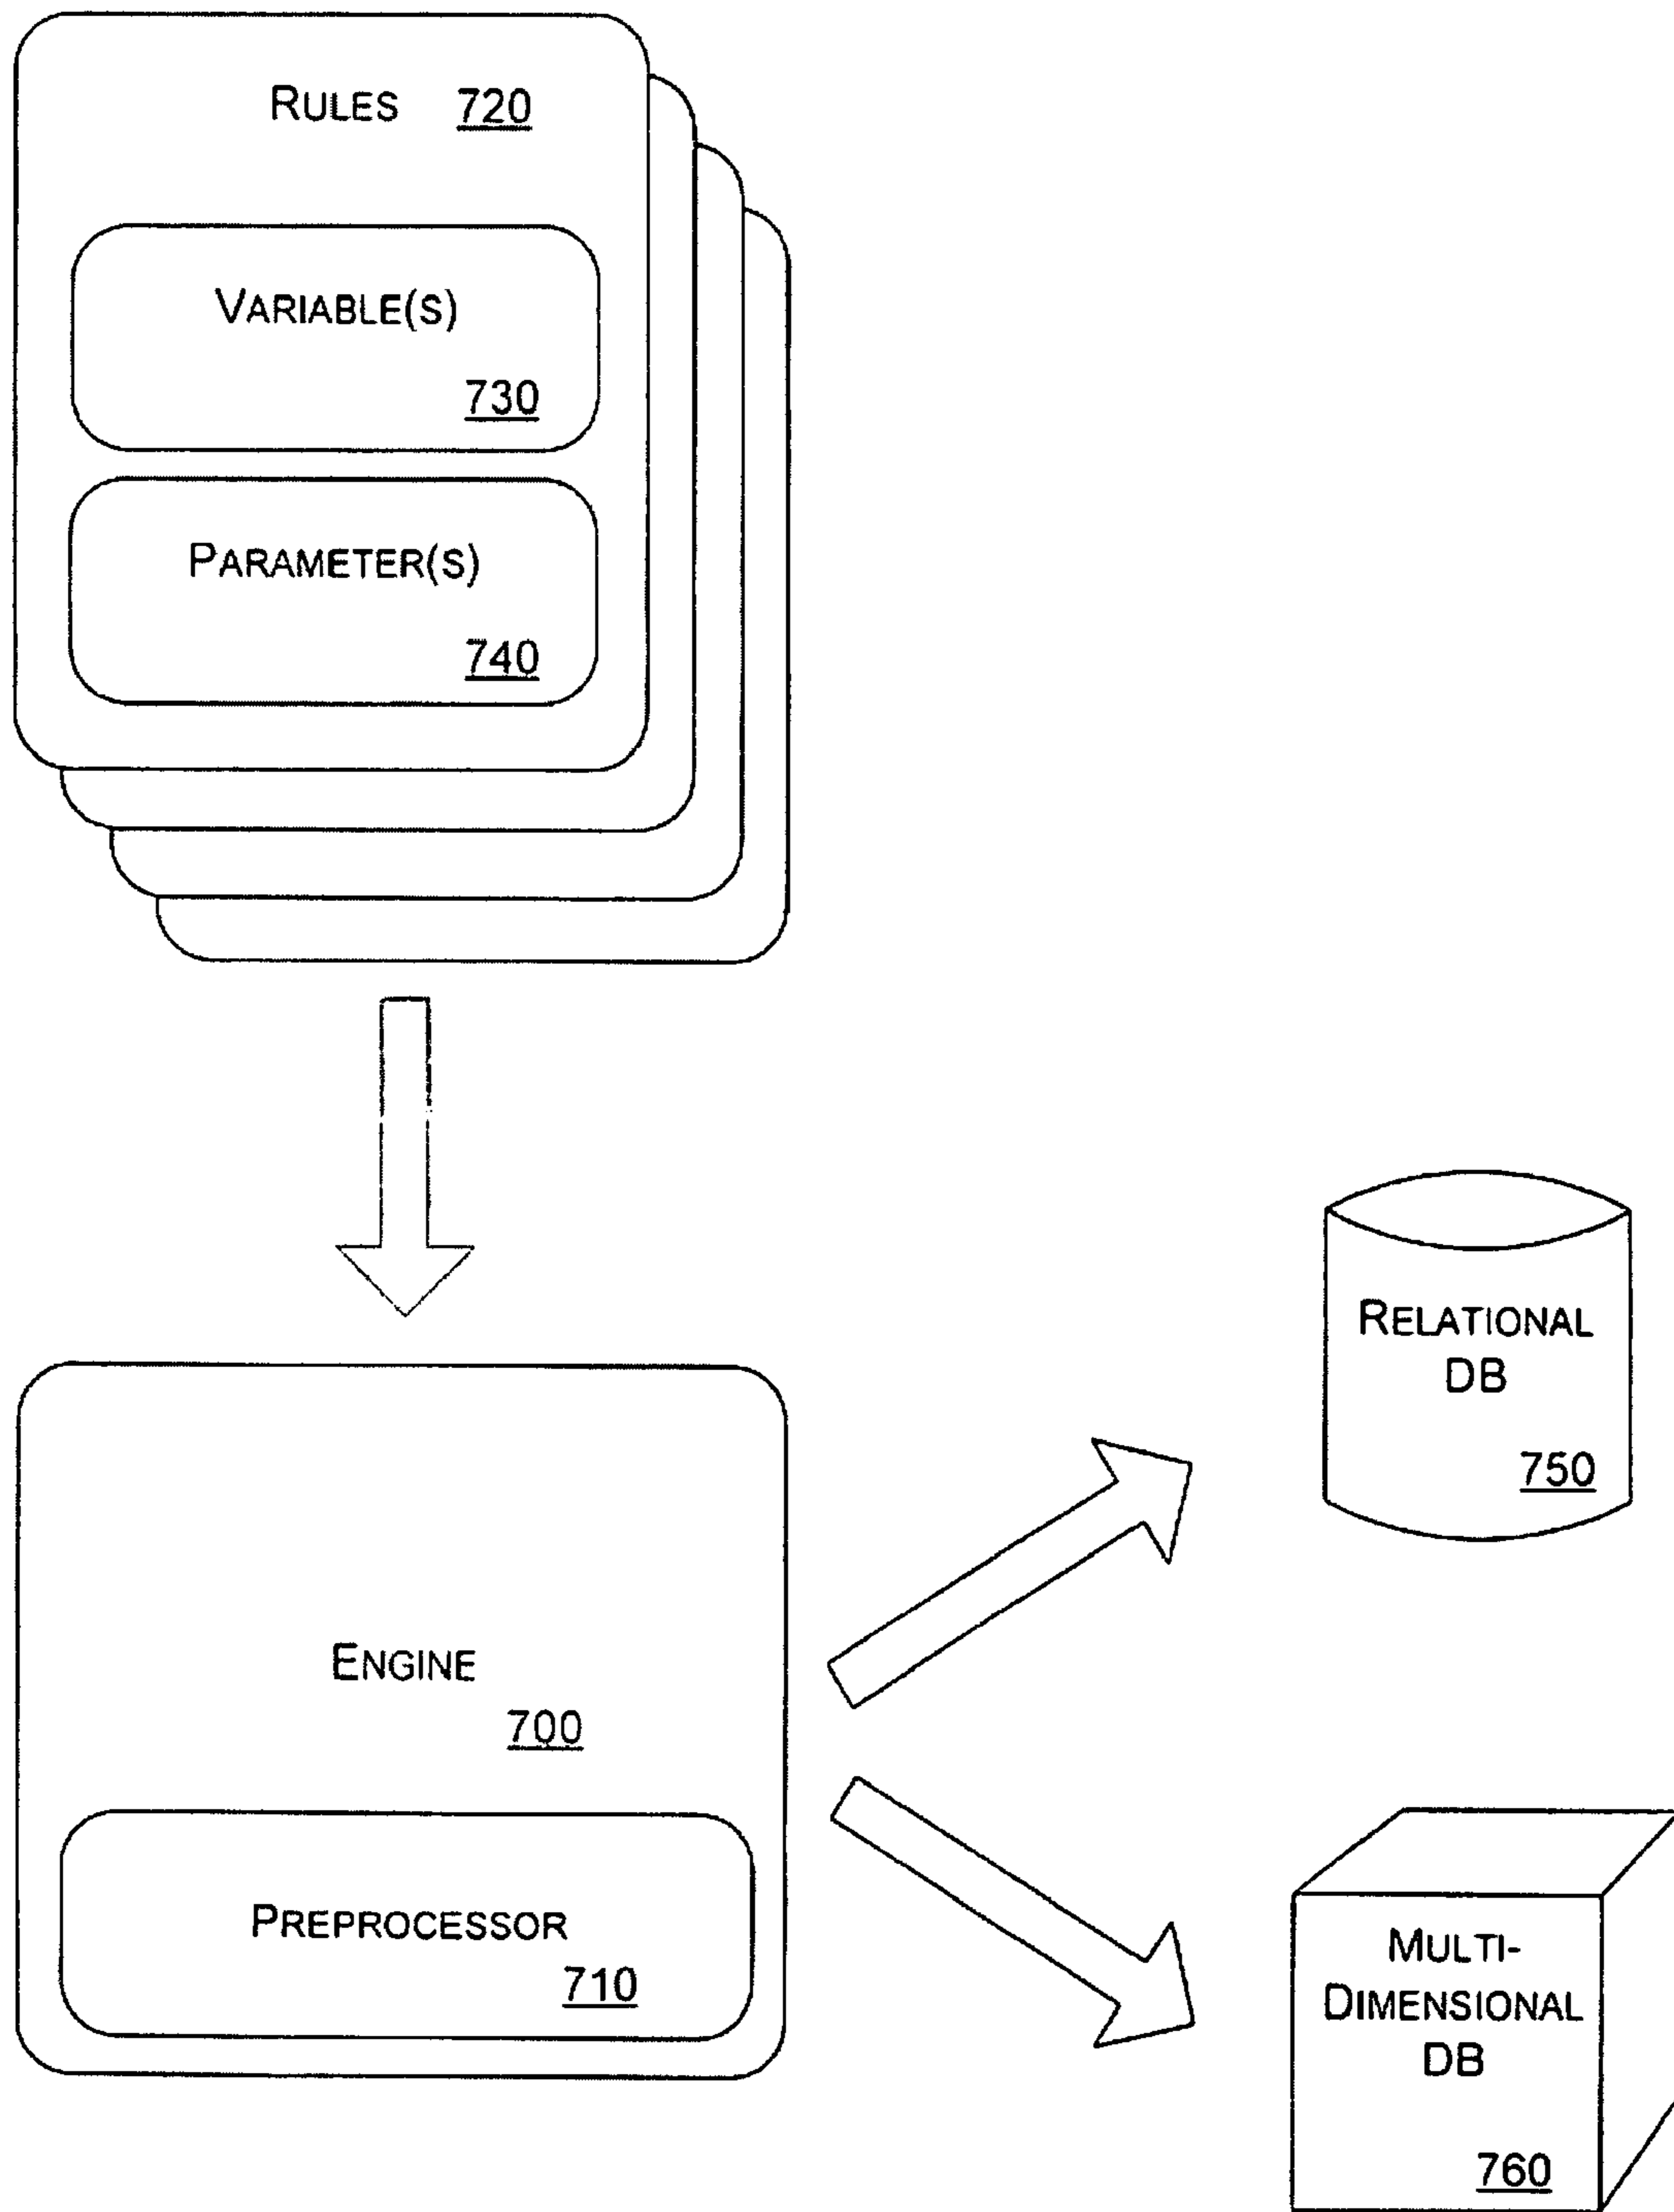 RULES 720
VARIABLE(S)
730
PARAMETER(S)
740
RELATIONAL
DB
750
ENGINE
700
PREPROCESSOR
710
MULTI-
DIMENSIONAL
DB
760